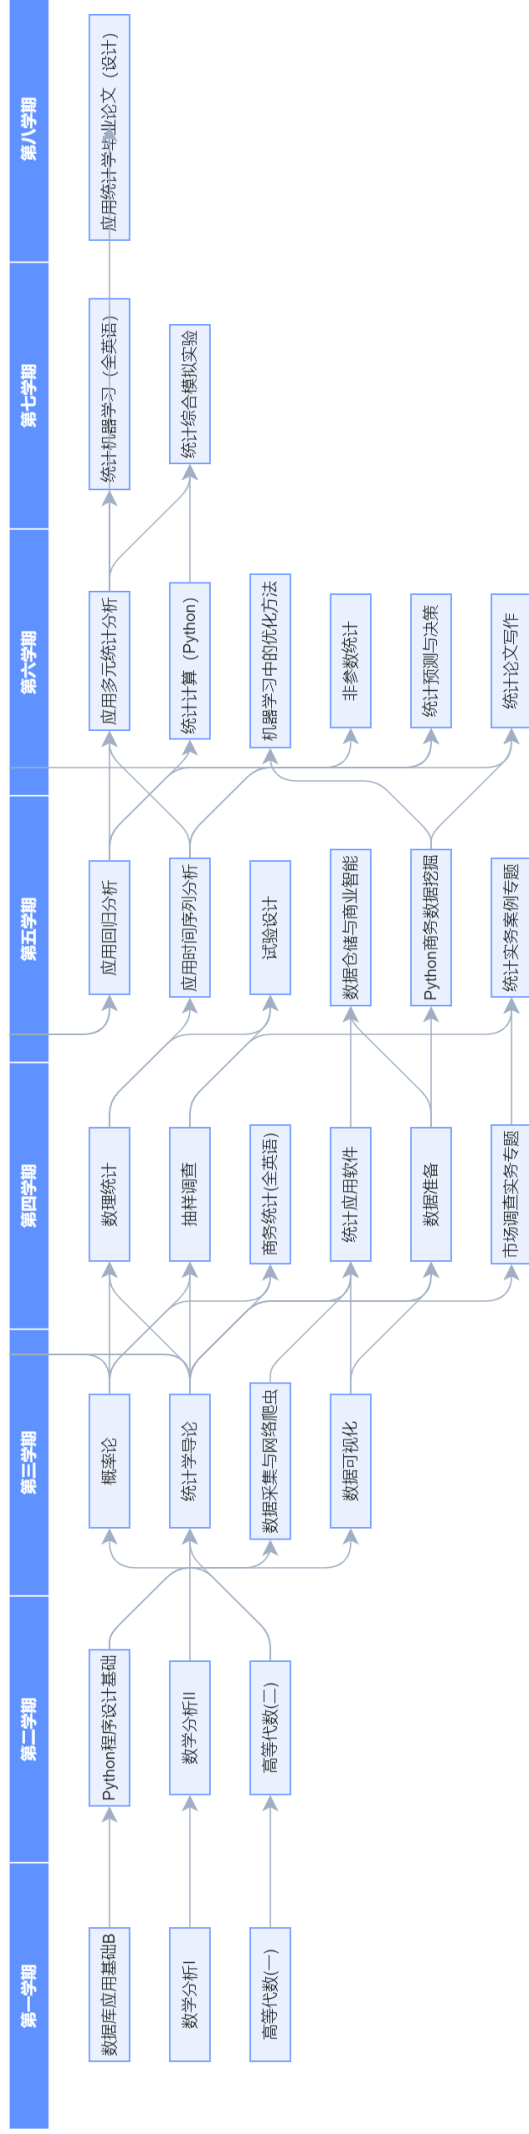 第一学期
数据库应用基础B
数学分析I
高等代数(一)
第二学期
Python程序设计基础
数学分析II
高等代数(二)
第三学期
概率论
统计学导论
数据采集与网络爬虫
数据可视化
第四学期
数理统计
抽样调查
商务统计(全英语)
统计应用软件
数据准备
市场调查实务专题
第五学期
应用回归分析
应用时间序列分析
试验设计
数据仓储与商业智能
Python商务数据挖掘
统计实务案例专题
第六学期
应用多元统计分析
统计计算（Python）
机器学习中的优化方法
非参数统计
统计预测与决策
统计论文写作
第七学期
统计机器学习（全英语）
统计综合模拟实验
第八学期
应用统计学毕业论文（设计）